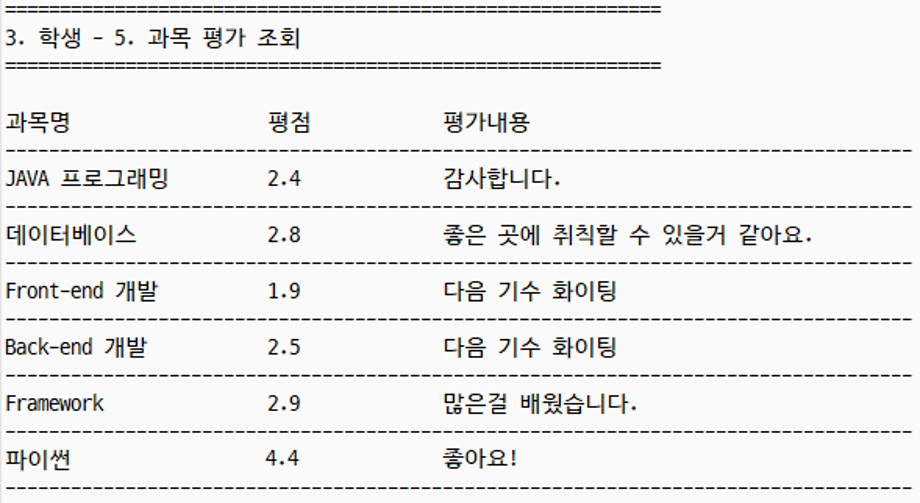 ============================================================
3. 학생 - 5. 과목 평가 조회
============================================================
과목명 평점 평가내용
-----------------------------------------------------------------------------------
JAVA 프로그래밍 2.4 감사합니다.
-----------------------------------------------------------------------------------
데이터베이스 2.8 좋은 곳에 취칙할 수 있을거 같아요.
-----------------------------------------------------------------------------------
Front-end 개발 1.9 다음 기수 화이팅
-----------------------------------------------------------------------------------
Back-end 개발 2.5 다음 기수 화이팅
-----------------------------------------------------------------------------------
Framework 2.9 많은걸 배웠습니다.
-----------------------------------------------------------------------------------
파이썬 4.4 좋아요!
-----------------------------------------------------------------------------------